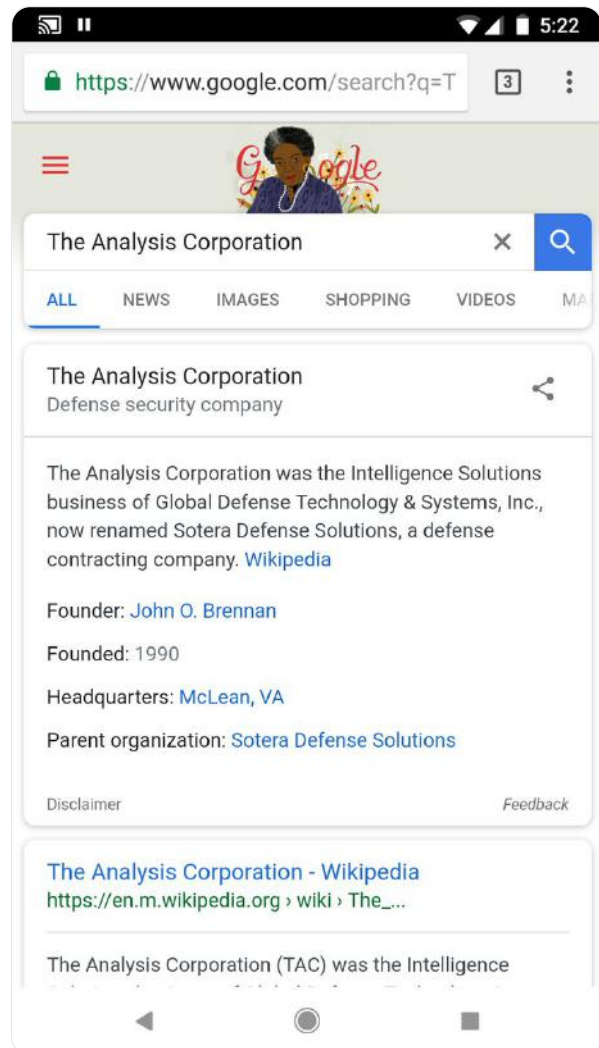 5:22
https://www.google.com/search?q=T
3
Google
The Analysis Corporation
ALL NEWS IMAGES SHOPPING VIDEOS MA
The Analysis Corporation
Defense security company
The Analysis Corporation was the Intelligence Solutions
business of Global Defense Technology & Systems, Inc.,
now renamed Sotera Defense Solutions, a defense
contracting company. Wikipedia
Founder: John O. Brennan
Founded: 1990
Headquarters: McLean, VA
Parent organization: Sotera Defense Solutions
Disclaimer Feedback
The Analysis Corporation - Wikipedia
https://en.m.wikipedia.org › wiki › The_...
The Analysis Corporation (TAC) was the Intelligence